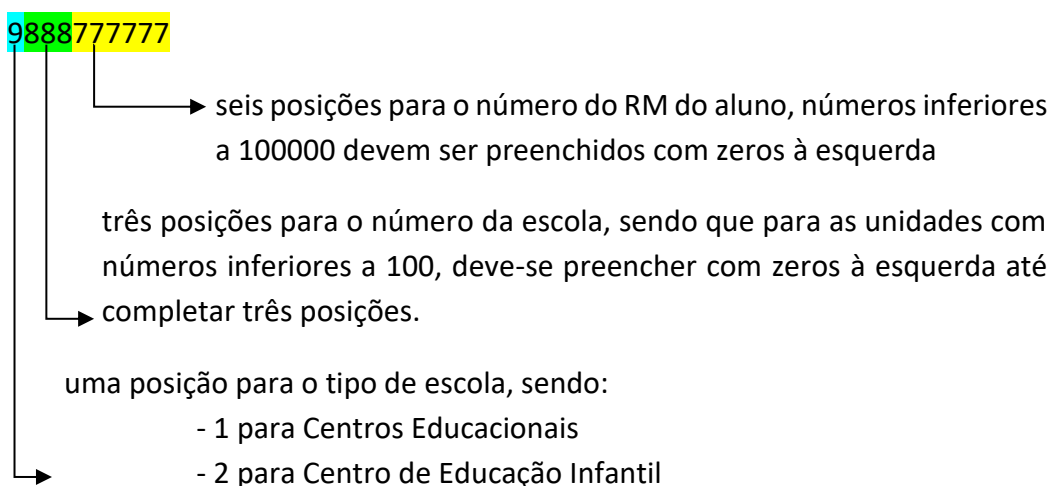 9888777777
seis posições para o número do RM do aluno, números inferiores
a 100000 devem ser preenchidos com zeros à esquerda
três posições para o número da escola, sendo que para as unidades com
números inferiores a 100, deve-se preencher com zeros à esquerda até
completar três posições.
uma posição para o tipo de escola, sendo:
- 1 para Centros Educacionais
- 2 para Centro de Educação Infantil